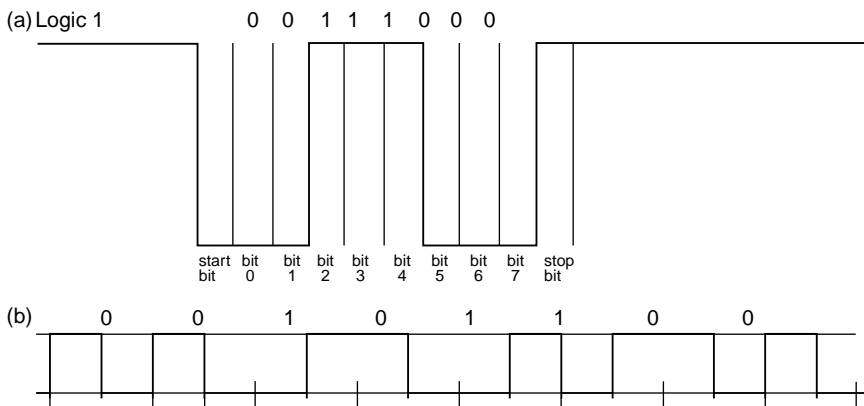 (a) Logic 1 0 0 1 1 1 0 0 0
start bit bit bit bit bit bit bit bit stop
bit 0 1 2 3 4 5 6 7 bit
(b) 0 0 1 0 1 1 0 0